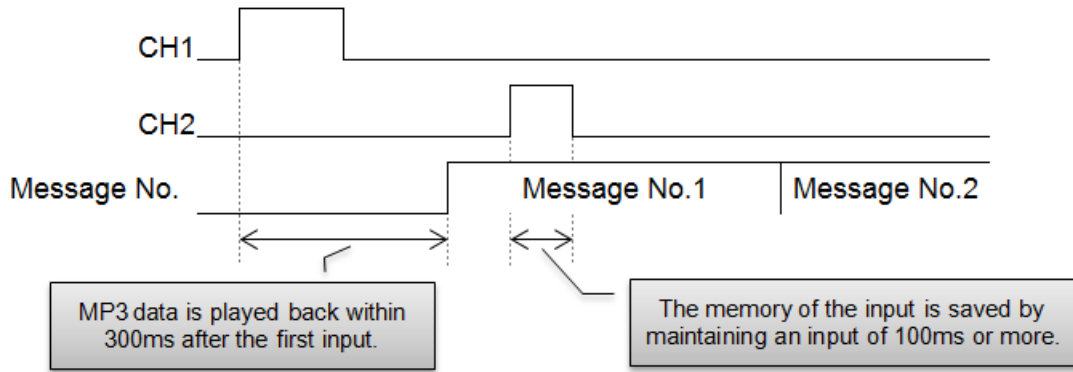 CH1
CH2
Message No.
Message No.1
Message No.2
MP3 data is played back within
300ms after the first input.
The memory of the input is saved by
maintaining an input of 100ms or more.